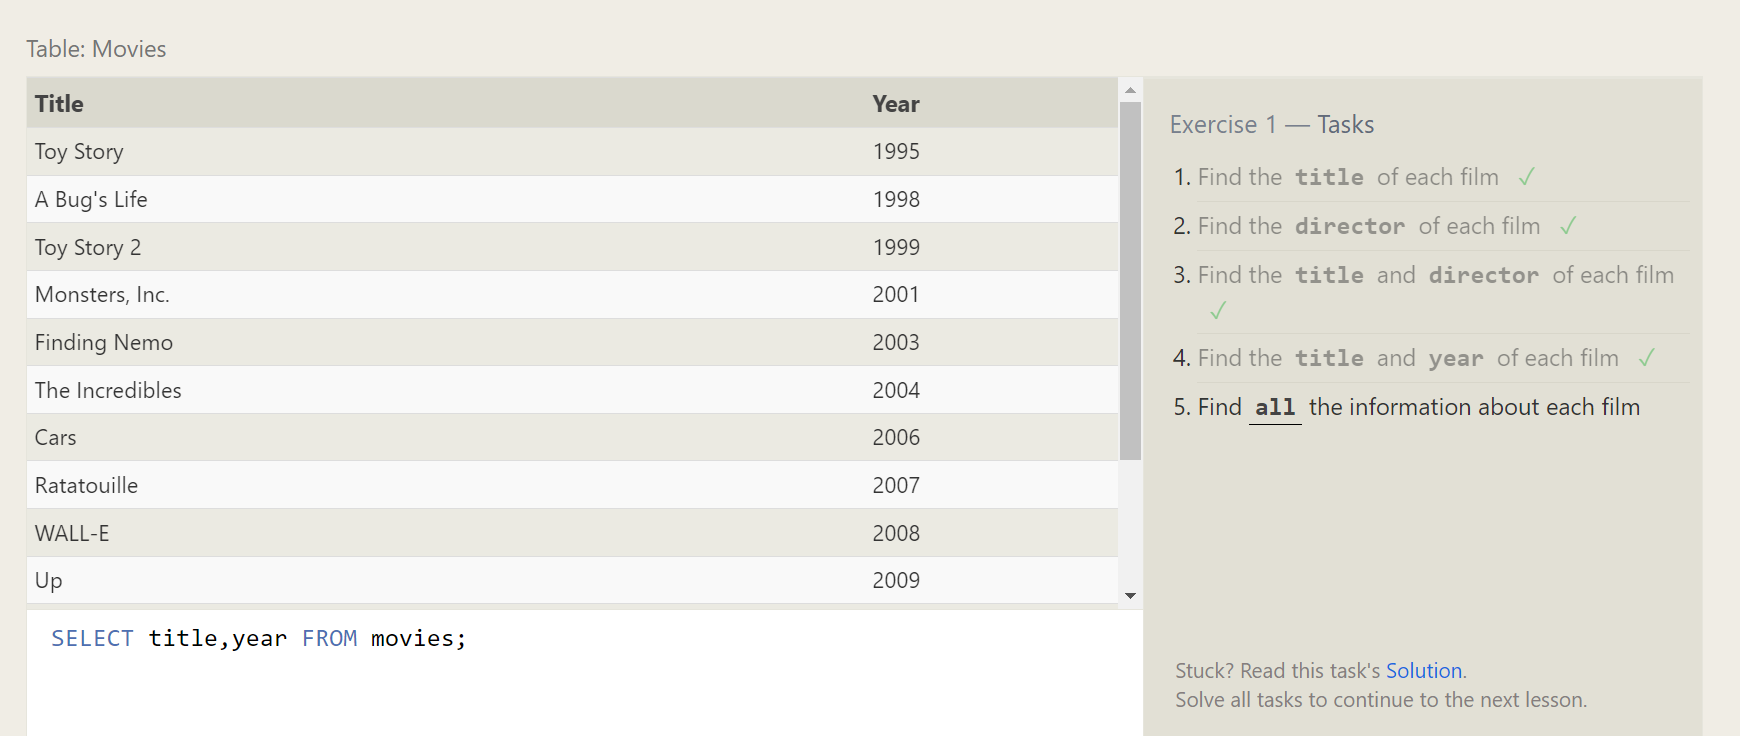 Table: Movies
Title Year
Toy Story 1995
A Bug's Life 1998
Toy Story 2 1999
Monsters, Inc. 2001
Finding Nemo 2003
The Incredibles 2004
Cars 2006
Ratatouille 2007
WALL-E 2008
Up 2009
SELECT title,year FROM movies;
Exercise 1 — Tasks
1. Find the title of each film ✓
2. Find the director of each film ✓
3. Find the title and director of each film
✓
4. Find the title and year of each film ✓
5. Find all the information about each film
Stuck? Read this task's Solution.
Solve all tasks to continue to the next lesson.